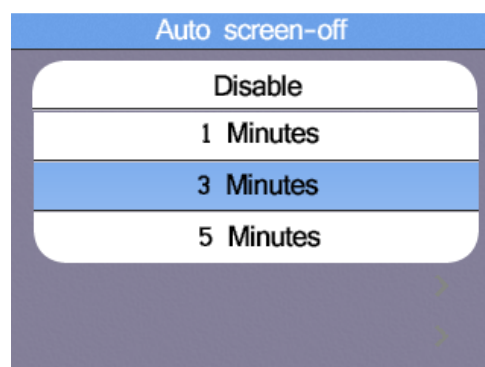 Auto screen-off
Disable
1 Minutes
3 Minutes
5 Minutes